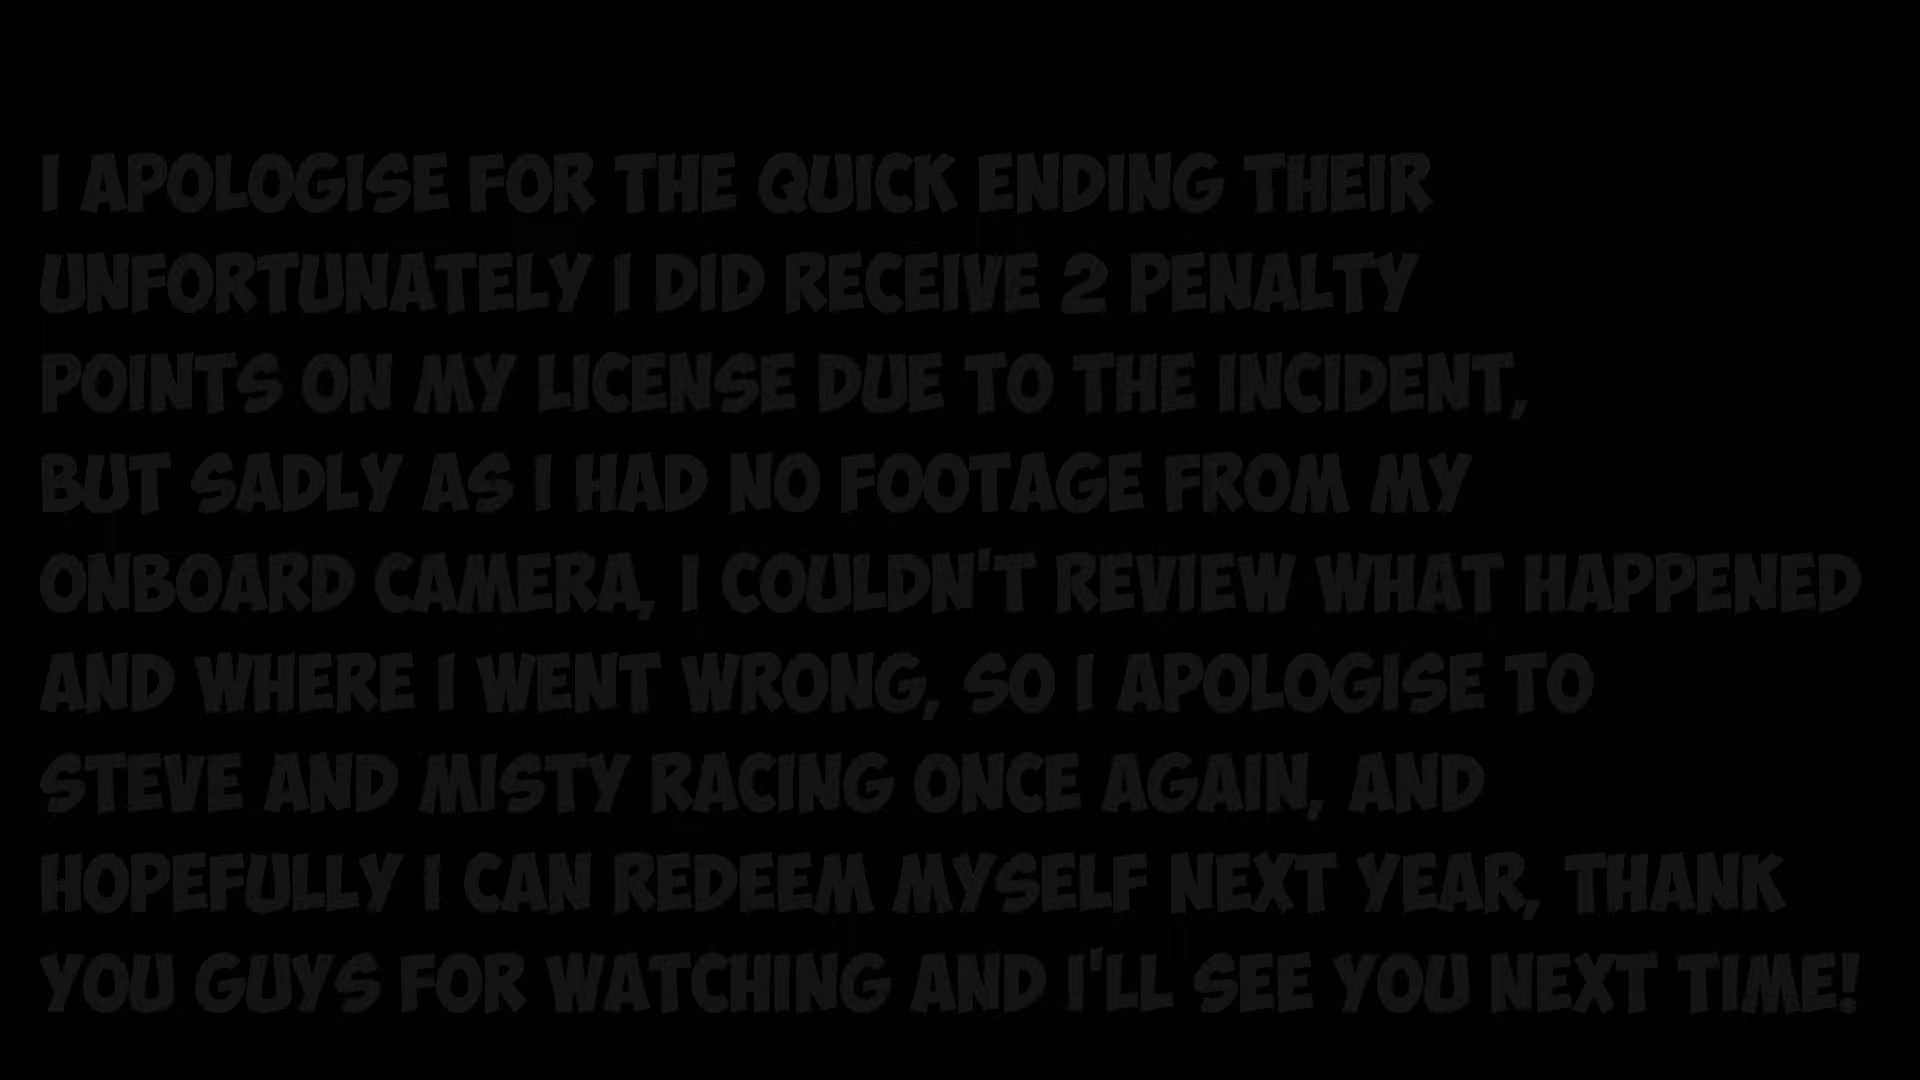 I APOLOGISE FOR THE QUICK ENDING THEIR
UNFORTUNATELY I DID RECEIVE 2 PENALTY
POINTS ON MY LICENSE DUE TO THE INCIDENT,
BUT SADLY AS I HAD NO FOOTAGE FROM MY
ONBOARD CAMERA, I COULDN'T REVIEW WHAT HAPPENED
AND WHERE I WENT WRONG, SO I APOLOGISE TO
STEVE AND MISTY RACING ONCE AGAIN, AND
HOPEFULLY I CAN REDEEM MYSELF NEXT YEAR, THANK
YOU GUYS FOR WATCHING AND I'LL SEE YOU NEXT TIME!